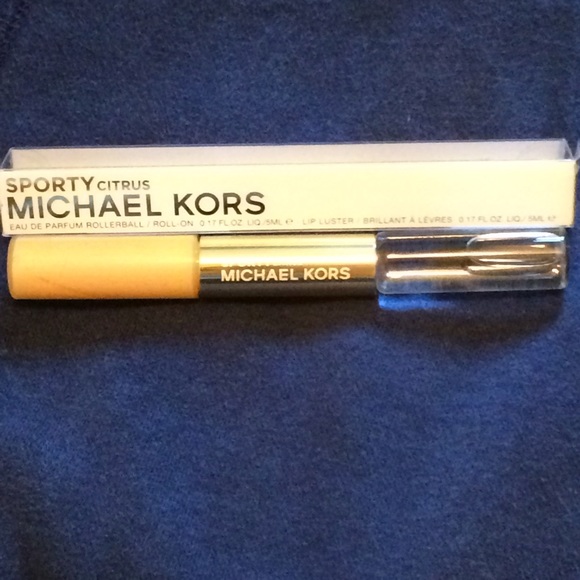 SPORTY CITRUS
MICHAEL KORS
EAU DE PARFUM ROLLERBALL / ROLL-ON 0.17 FL.OZ. LIQ./5ML e LIP LUSTER / BRILLANT À LÈVRES 0.17 FL.OZ. LIQ./5ML e
MICHAEL KORS